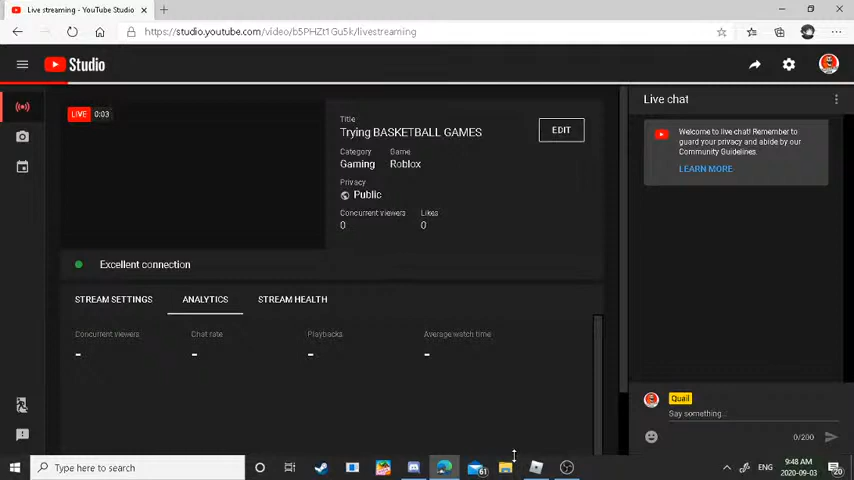 Live streaming - YouTube Studio
https://studio.youtube.com/video/b5PHZt1Gu5k/livestreaming
Studio
LIVE 0:03
Title
Trying BASKETBALL GAMES
EDIT
Category Game
Gaming Roblox
Privacy
Public
Concurrent viewers Likes
0 0
Excellent connection
STREAM SETTINGS ANALYTICS STREAM HEALTH
Concurrent viewers Chat rate Playbacks Average watch time
- - - -
Live chat
Welcome to live chat! Remember to
guard your privacy and abide by our
Community Guidelines.
LEARN MORE
Quail
Say something...
0/200
Type here to search
61
ENG
9:48 AM
2020-09-03
20